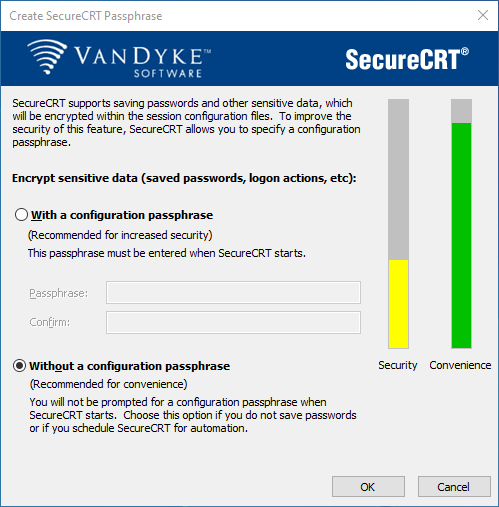 Create SecureCRT Passphrase
VANDYKE™
SOFTWARE
SecureCRT®
SecureCRT supports saving passwords and other sensitive data, which
will be encrypted within the session configuration files. To improve the
security of this feature, SecureCRT allows you to specify a configuration
passphrase.
Encrypt sensitive data (saved passwords, logon actions, etc):
With a configuration passphrase
(Recommended for increased security)
This passphrase must be entered when SecureCRT starts.
Passphrase:
Confirm:
Without a configuration passphrase
(Recommended for convenience)
You will not be prompted for a configuration passphrase when
SecureCRT starts. Choose this option if you do not save passwords
or if you schedule SecureCRT for automation.
Security
Convenience
OK
Cancel